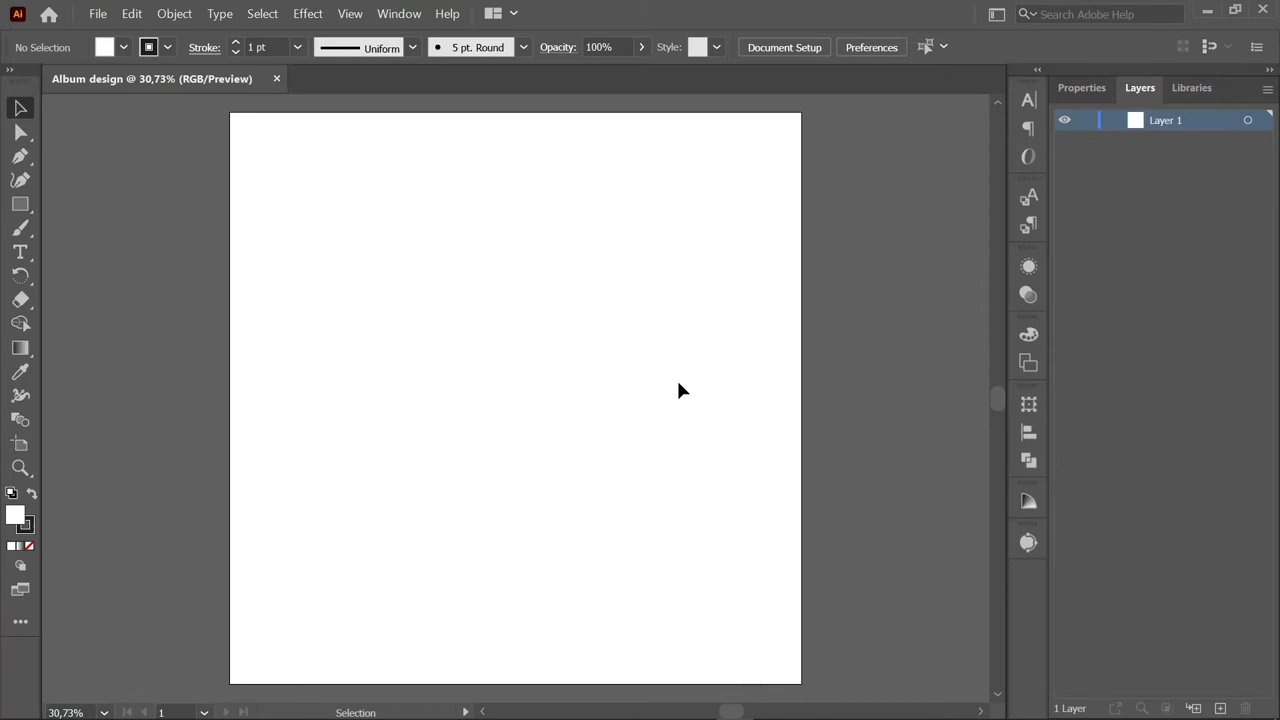 Ai File Edit Object Type Select Effect View Window Help Search Adobe Help
No Selection Stroke: 1 pt Uniform 5 pt. Round Opacity: 100% Style: Document Setup Preferences
Album design @ 30,73% (RGB/Preview)
Properties Layers Libraries
Layer 1
1 Layer
30,73% 1 Selection